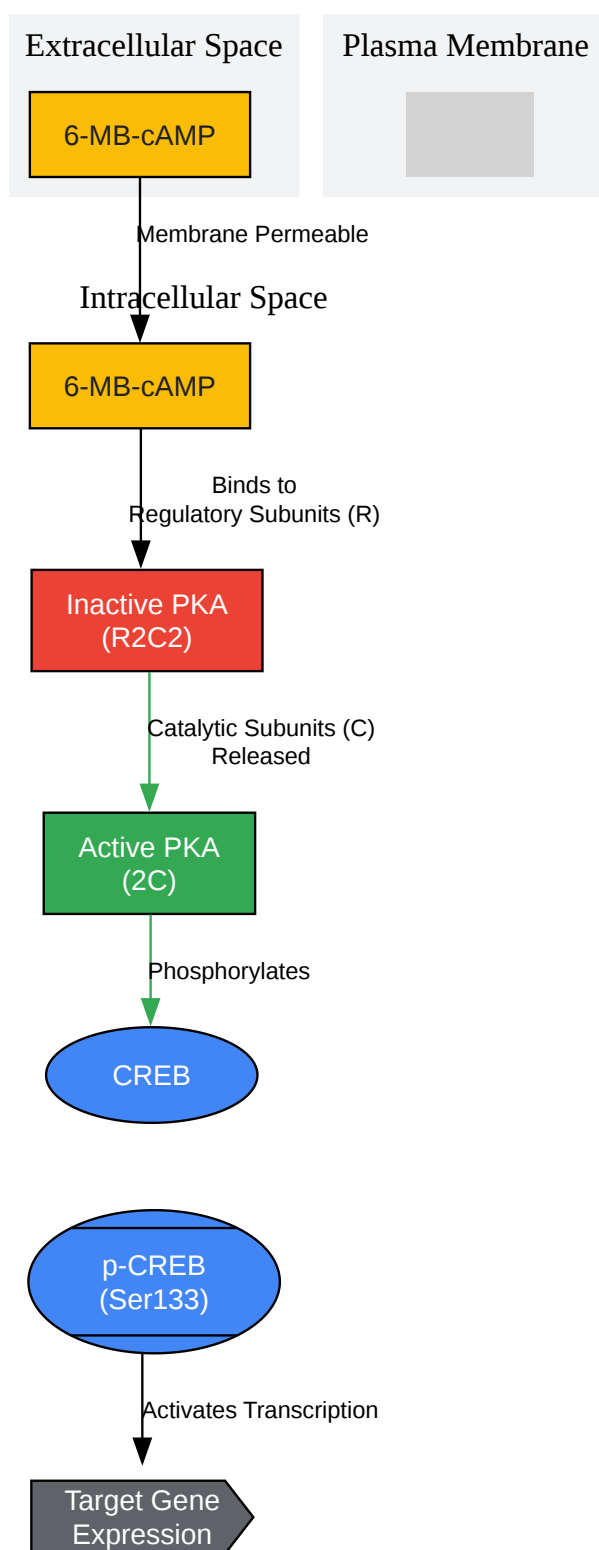 Extracellular Space
Plasma Membrane
6-MB-cAMP
Membrane Permeable
Intracellular Space
6-MB-cAMP
Binds to
Regulatory Subunits (R)
Inactive PKA
(R2C2)
Catalytic Subunits (C)
Released
Active PKA
(2C)
Phosphorylates
CREB
p-CREB
(Ser133)
Activates Transcription
Target Gene
Expression